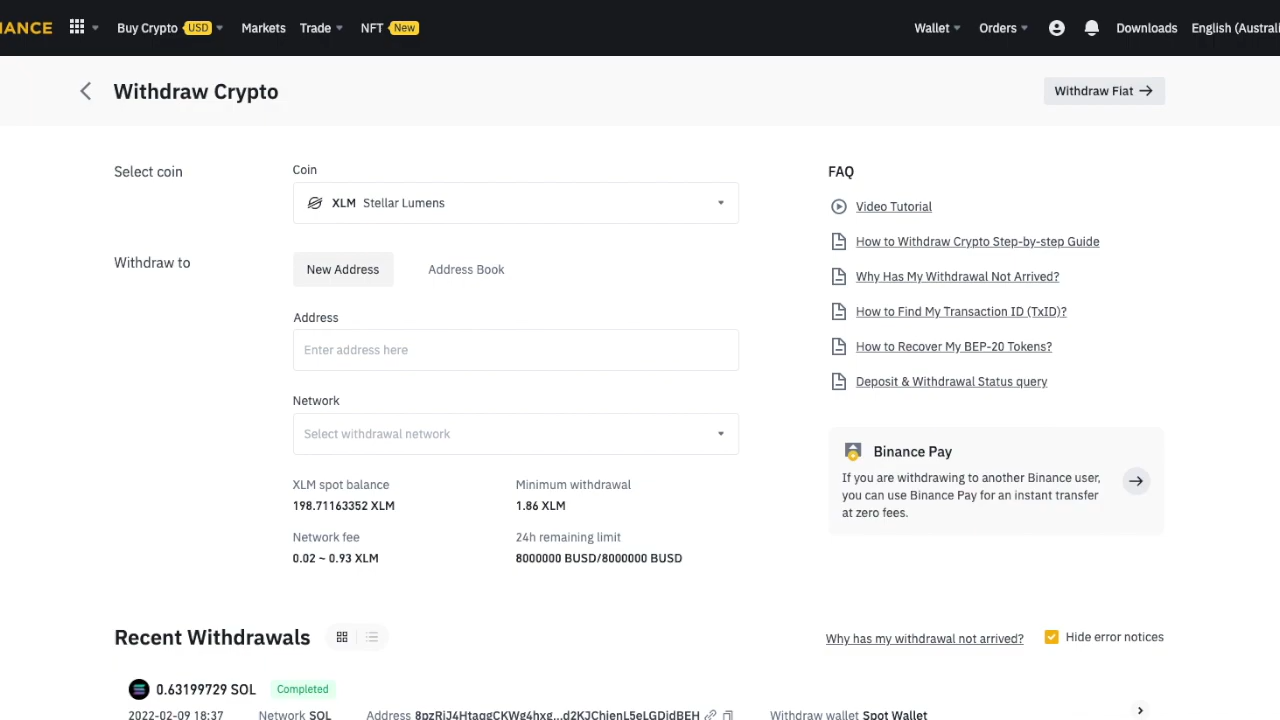 ANCE
Buy Crypto USD
Markets
Trade
NFT New
Wallet
Orders
Downloads
English (Australi
Withdraw Crypto
Withdraw Fiat →
Select coin
Coin
XLM Stellar Lumens
Withdraw to
New Address
Address Book
Address
Enter address here
Network
Select withdrawal network
XLM spot balance
198.71163352 XLM
Minimum withdrawal
1.86 XLM
Network fee
0.02 ~ 0.93 XLM
24h remaining limit
8000000 BUSD/8000000 BUSD
FAQ
Video Tutorial
How to Withdraw Crypto Step-by-step Guide
Why Has My Withdrawal Not Arrived?
How to Find My Transaction ID (TxID)?
How to Recover My BEP-20 Tokens?
Deposit & Withdrawal Status query
Binance Pay
If you are withdrawing to another Binance user,
you can use Binance Pay for an instant transfer
at zero fees.
Recent Withdrawals
Why has my withdrawal not arrived?
Hide error notices
0.63199729 SOL Completed
2022-02-09 18:37
Network SOL
Address
Withdraw wallet Spot Wallet